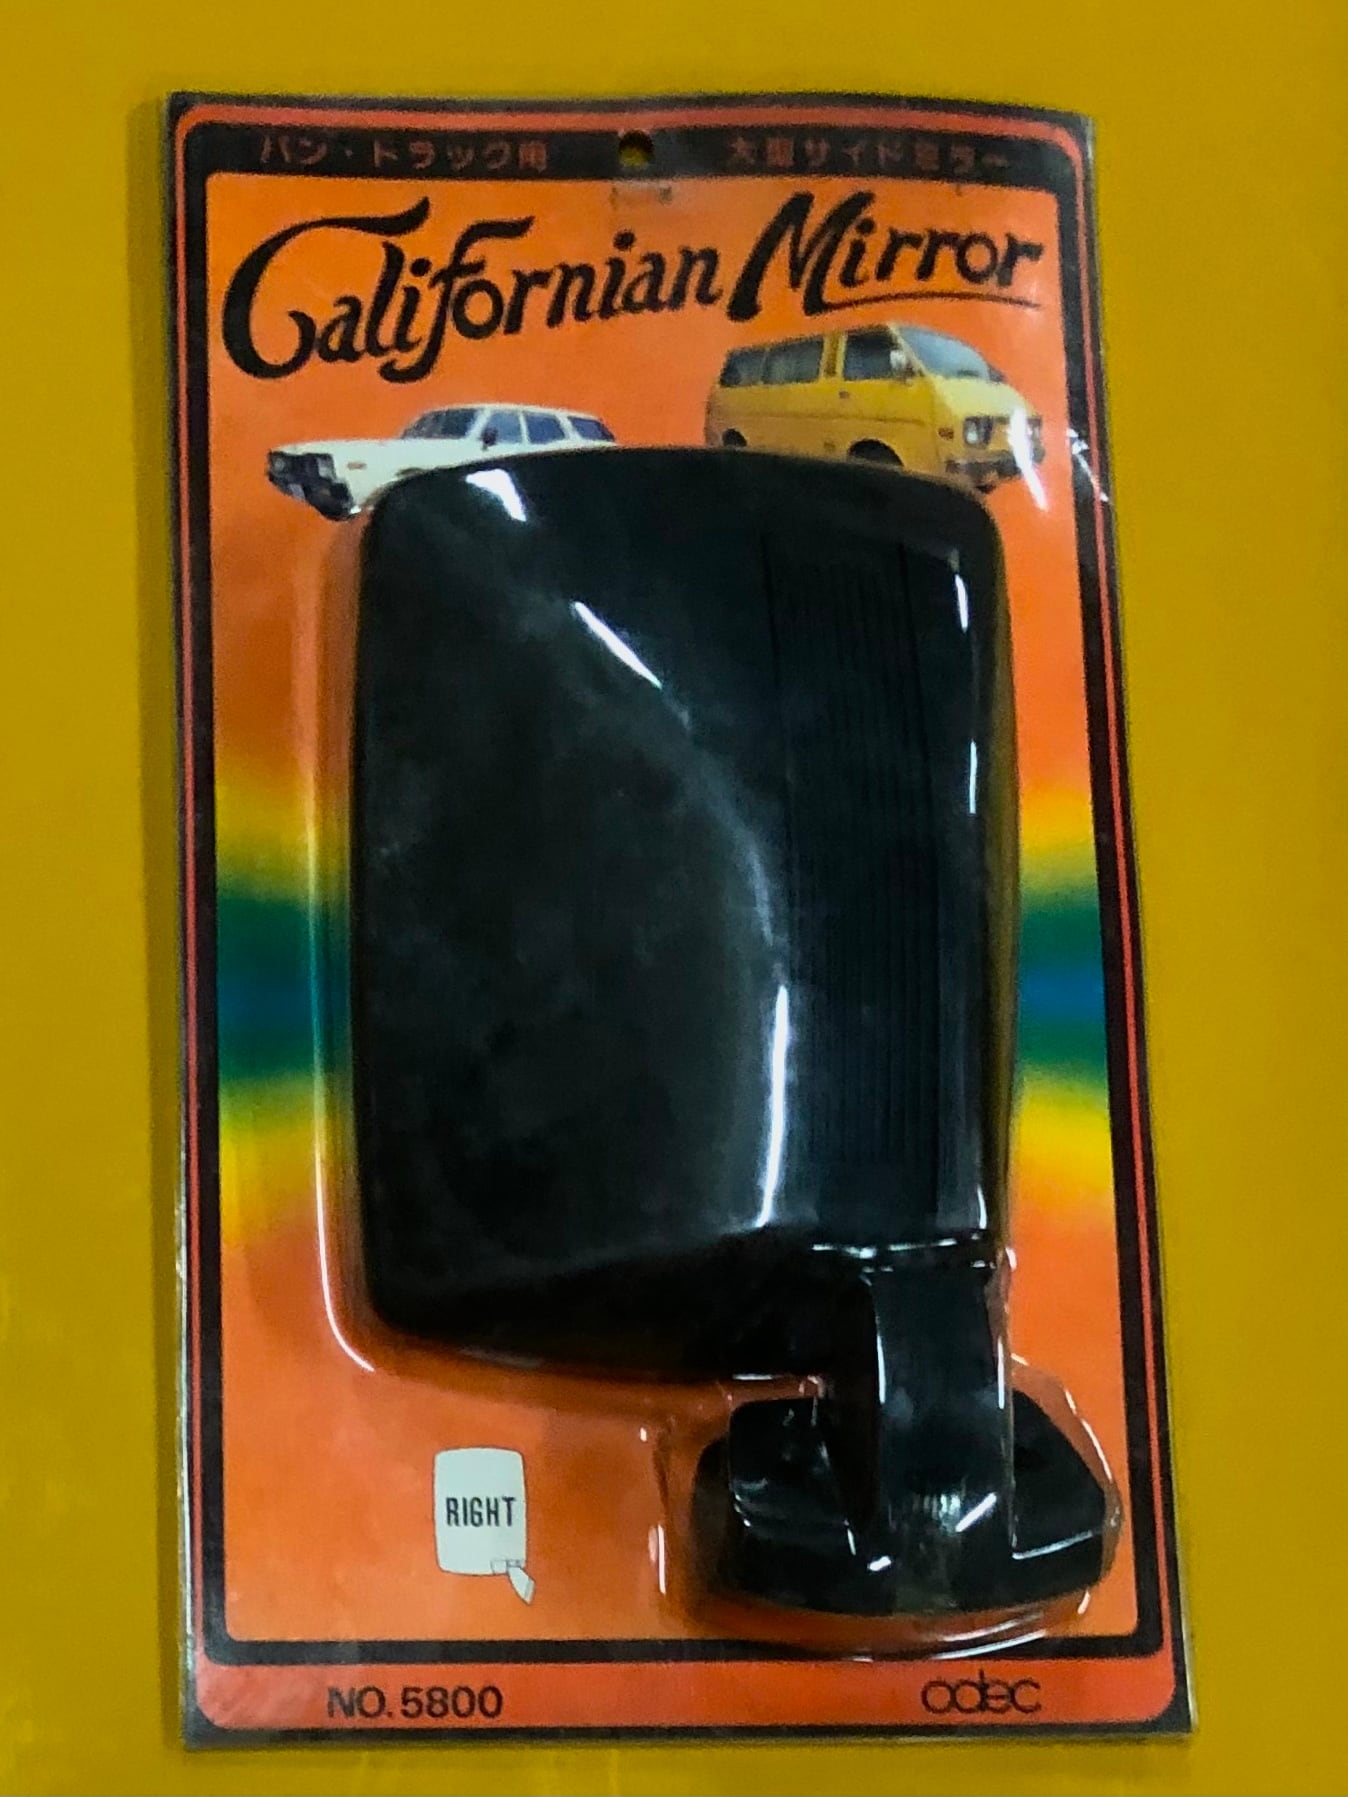 バン・トラック用 大型サイドミラー
Californian Mirror
RIGHT
NO.5800 odec